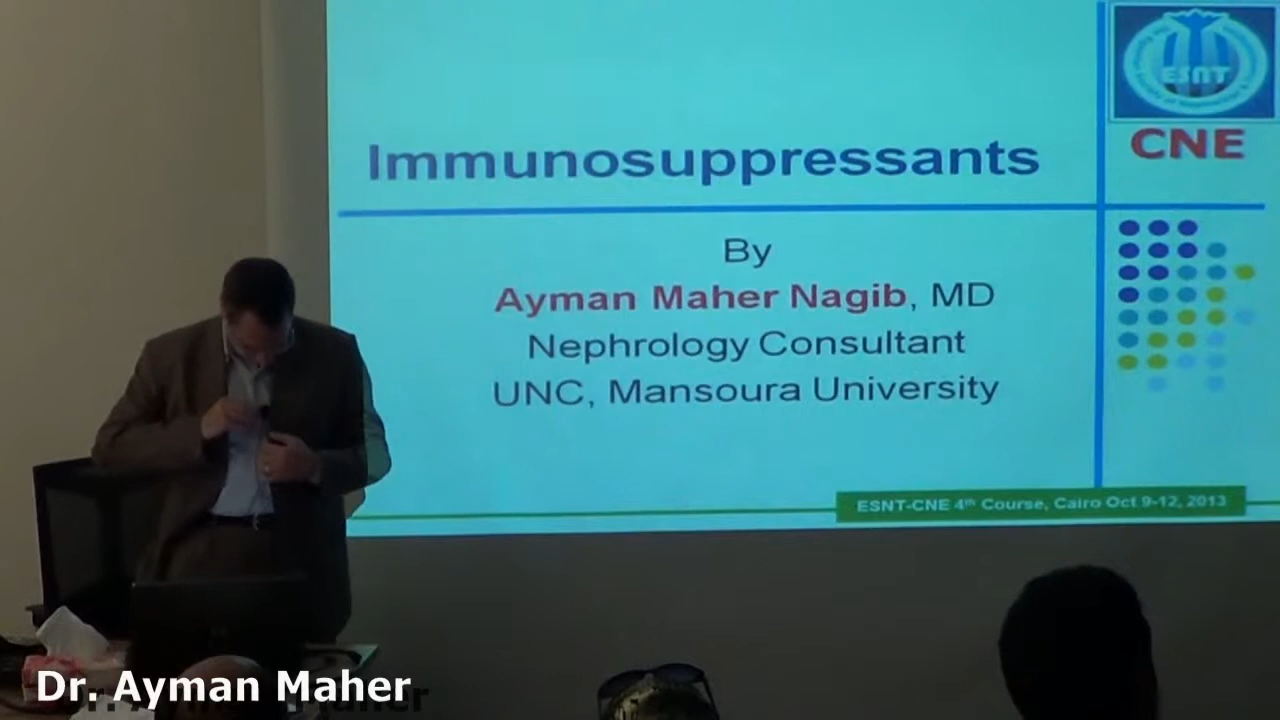 ESNT
CNE
Immunosuppressants
By
Ayman Maher Nagib, MD
Nephrology Consultant
UNC, Mansoura University
ESNT-CNE 4th Course, Cairo Oct 9-12, 2013
Dr. Ayman Maher